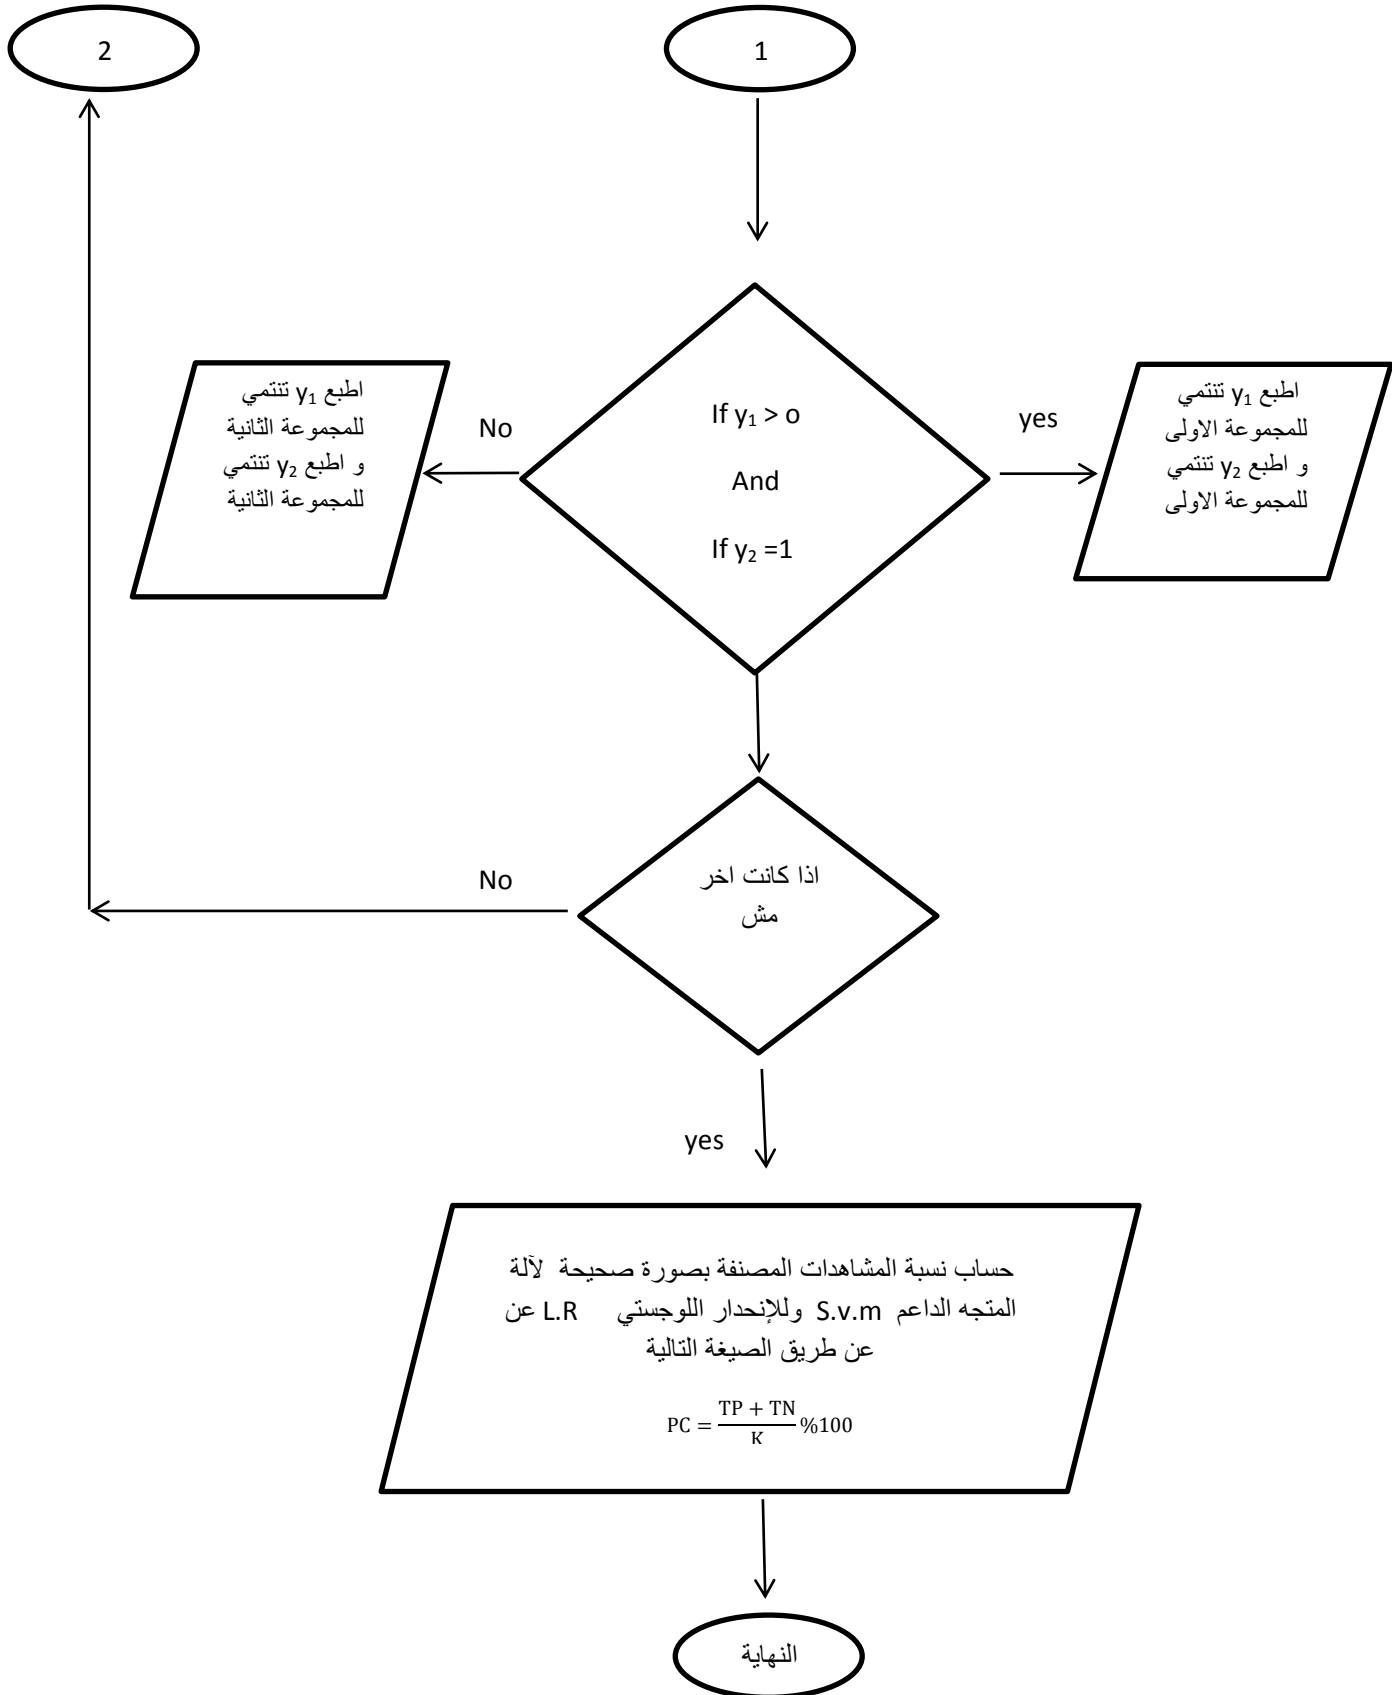 2
1
If y₁ > o
And
If y₂ =1
No
yes
اطبع y₁ تنتمي
للمجموعة الثانية
و اطبع y₂ تنتمي
للمجموعة الثانية
اطبع y₁ تنتمي
للمجموعة الاولى
و اطبع y₂ تنتمي
للمجموعة الاولى
اذا كانت اخر
مش
No
yes
حساب نسبة المشاهدات المصنفة بصورة صحيحة لآلة
المتجه الداعم S.v.m وللإنحدار اللوجستي L.R عن
عن طريق الصيغة التالية
PC = (TP + TN)/K %100
النهاية